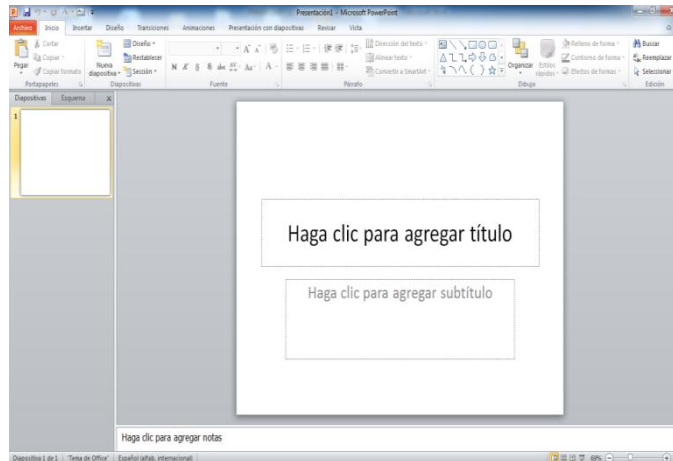 Presentación1 - Microsoft PowerPoint
Archivo Inicio Insertar Diseño Transiciones Animaciones Presentación con diapositivas Revisar Vista
Pegar
Cortar
Copiar
Copiar formato
Portapapeles
Nueva diapositiva
Diseño
Restablecer
Sección
Diapositivas
N K S S abc AV Aa A
Fuente
Dirección del texto
Alinear texto
Convertir a SmartArt
Párrafo
Organizar
Estilos rápidos
Relleno de forma
Contorno de forma
Efectos de formas
Dibujo
Buscar
Reemplazar
Seleccionar
Edición
Diapositivas Esquema x
1
Haga clic para agregar título
Haga clic para agregar subtítulo
Haga clic para agregar notas
Diapositiva 1 de 1 "Tema de Office" Español (alfab. internacional) 69%